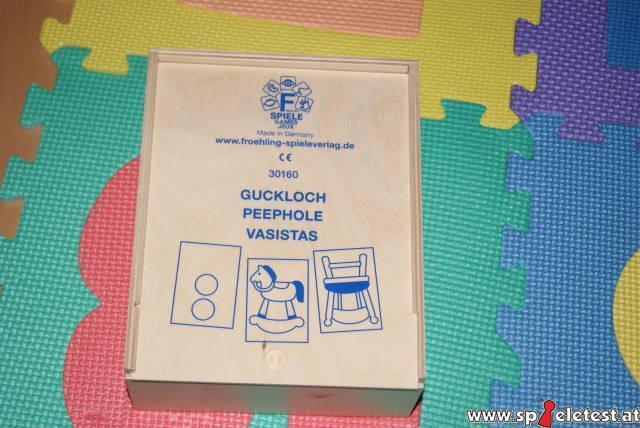 F
SPIELE
GAMES
JEUX
Made in Germany
www.froehling-spieleverlag.de
CE
30160
GUCKLOCH
PEEPHOLE
VASISTAS
www.spieletest.at